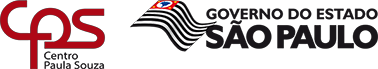 cps
Centro
Paula Souza
GOVERNO DO ESTADO
SÃO PAULO